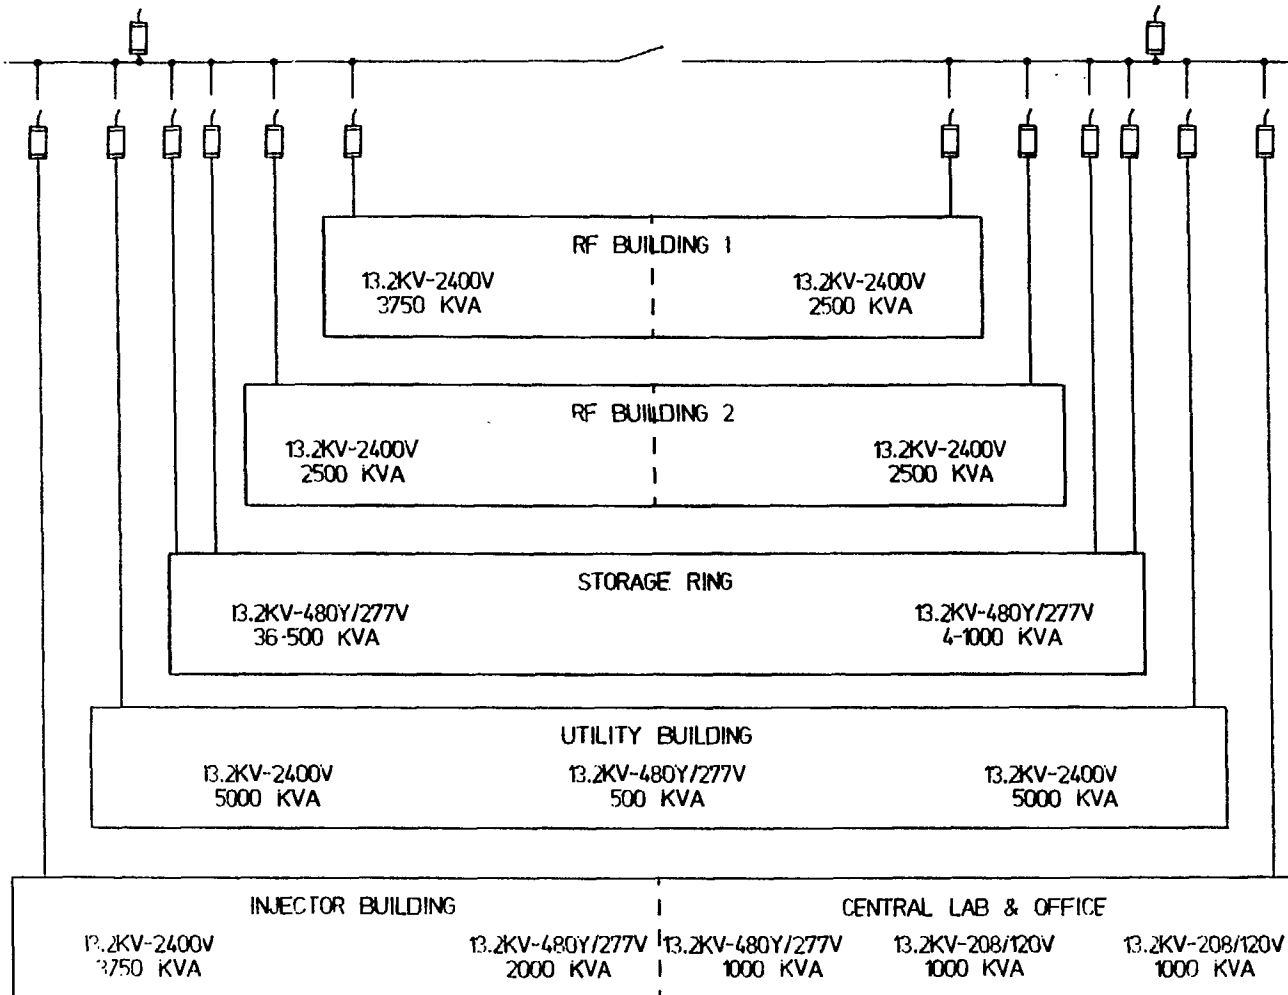 RF BUILDING 1
13.2KV-2400V 13.2KV-2400V
3750 KVA 2500 KVA
RF BUILDING 2
13.2KV-2400V 13.2KV-2400V
2500 KVA 2500 KVA
STORAGE RING
13.2KV-480Y/277V 13.2KV-480Y/277V
36-500 KVA 4-1000 KVA
UTILITY BUILDING
13.2KV-2400V 13.2KV-480Y/277V 13.2KV-2400V
5000 KVA 500 KVA 5000 KVA
INJECTOR BUILDING CENTRAL LAB & OFFICE
13.2KV-2400V 13.2KV-480Y/277V 13.2KV-480Y/277V 13.2KV-208/120V 13.2KV-208/120V
3750 KVA 2000 KVA 1000 KVA 1000 KVA 1000 KVA